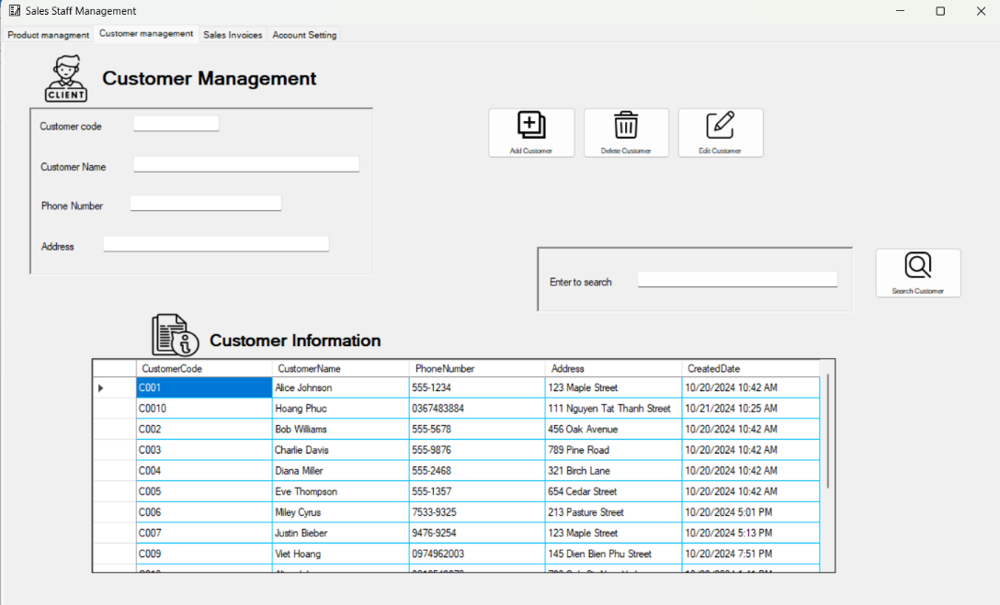 Sales Staff Management
Product managment Customer management Sales Invoices Account Setting
CLIENT
Customer Management
Customer code
Customer Name
Phone Number
Address
Add Customer Delete Customer Edit Customer
Enter to search
Search Customer
Customer Information
CustomerCode CustomerName PhoneNumber Address CreatedDate
C001 Alice Johnson 555-1234 123 Maple Street 10/20/2024 10:42 AM
C0010 Hoang Phuc 0367483884 111 Nguyen Tat Thanh Street 10/21/2024 10:25 AM
C002 Bob Williams 555-5678 456 Oak Avenue 10/20/2024 10:42 AM
C003 Charlie Davis 555-9876 789 Pine Road 10/20/2024 10:42 AM
C004 Diana Miller 555-2468 321 Birch Lane 10/20/2024 10:42 AM
C005 Eve Thompson 555-1357 654 Cedar Street 10/20/2024 10:42 AM
C006 Miley Cyrus 7533-9325 213 Pasture Street 10/20/2024 5:01 PM
C007 Justin Bieber 9476-9254 123 Maple Street 10/20/2024 5:13 PM
C009 Viet Hoang 0974962003 145 Dien Bien Phu Street 10/20/2024 7:51 PM